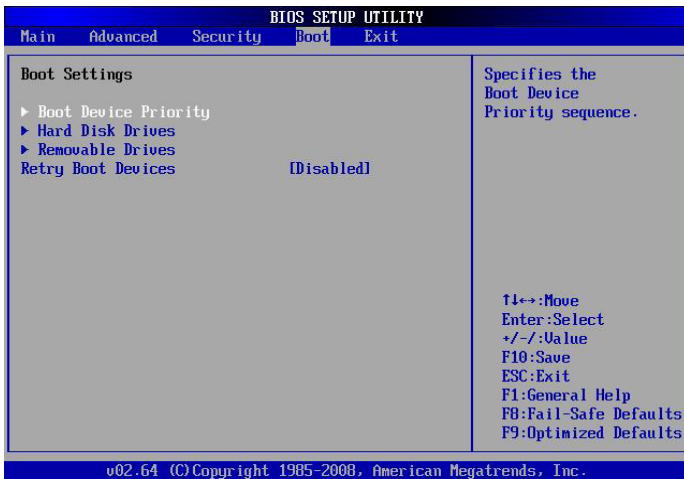 BIOS SETUP UTILITY
Main Advanced Security Boot Exit
Boot Settings
▶ Boot Device Priority
▶ Hard Disk Drives
▶ Removable Drives
Retry Boot Devices [Disabled]
Specifies the
Boot Device
Priority sequence.
↑↓←→:Move
Enter:Select
+/-/:Value
F10:Save
ESC:Exit
F1:General Help
F8:Fail-Safe Defaults
F9:Optimized Defaults
v02.64 (C)Copyright 1985-2008, American Megatrends, Inc.